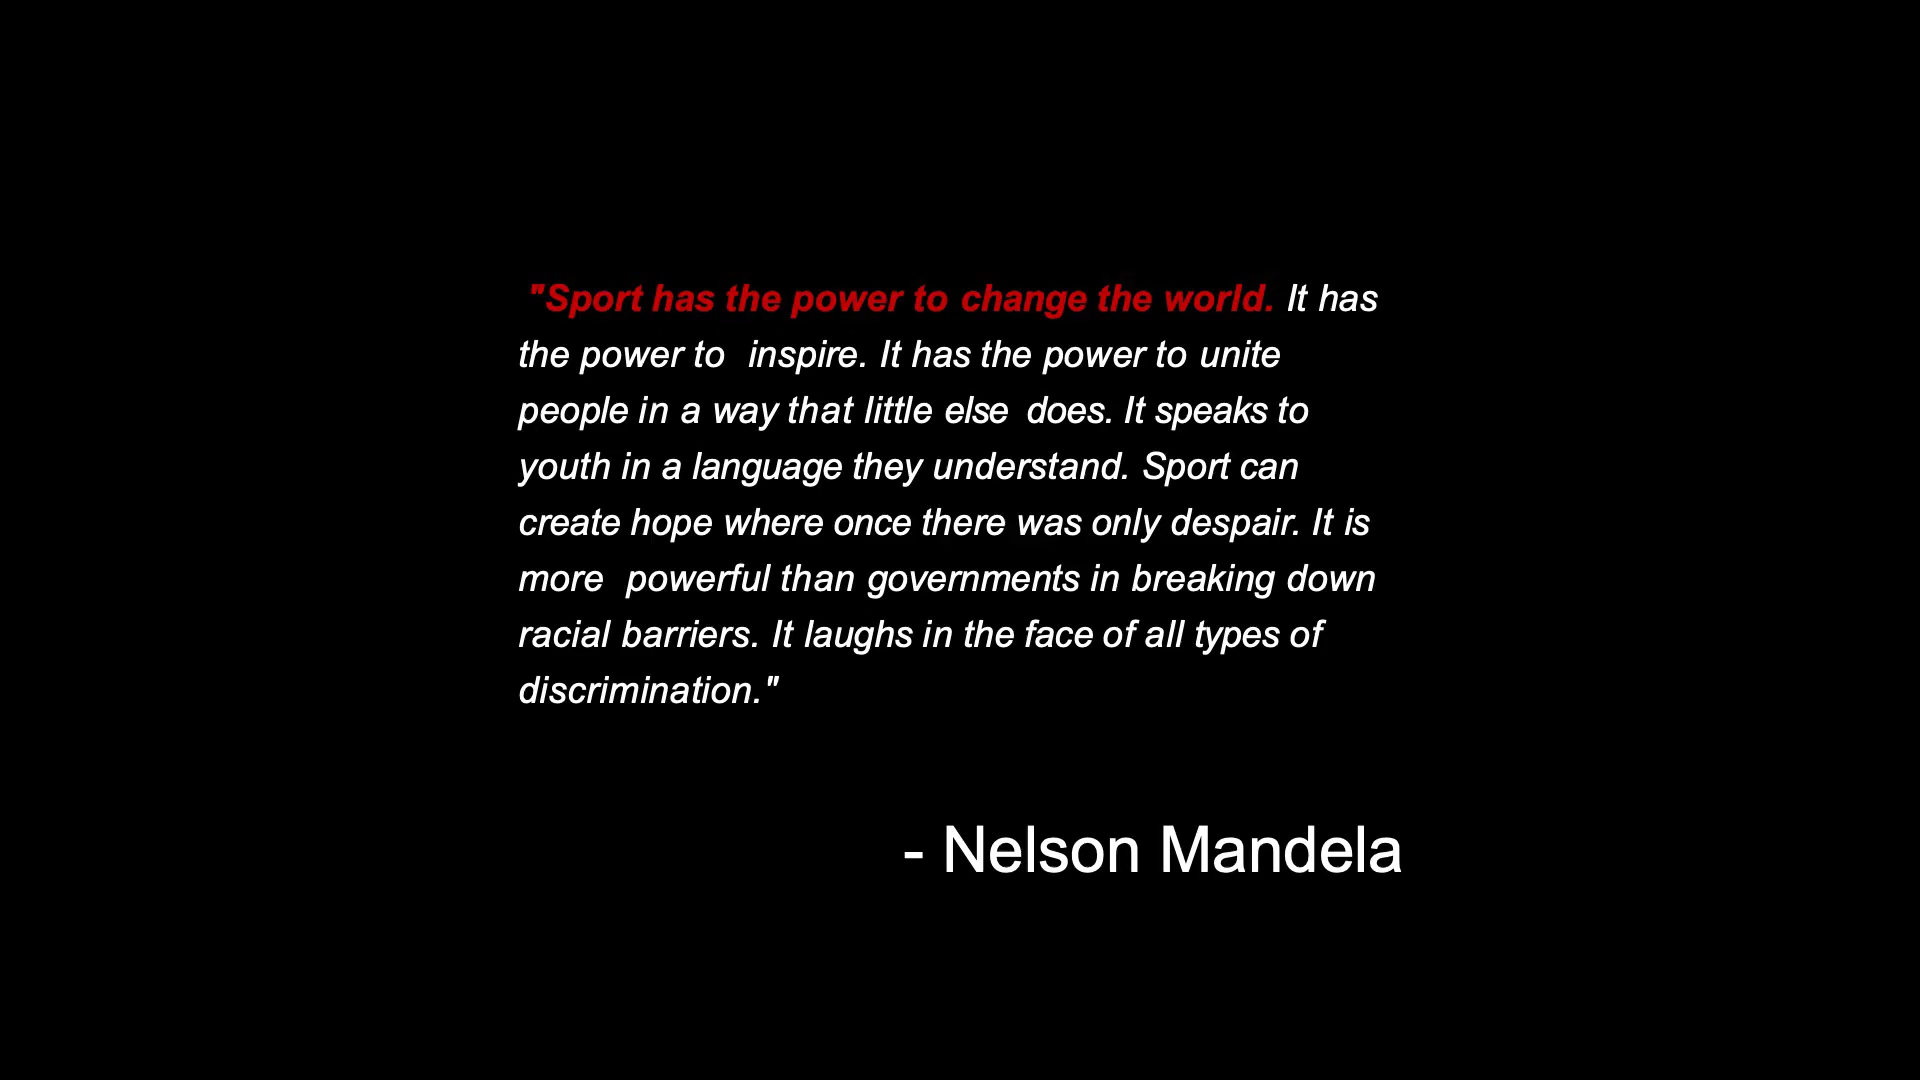 "Sport has the power to change the world. It has
the power to  inspire. It has the power to unite
people in a way that little else  does. It speaks to
youth in a language they understand. Sport can
create hope where once there was only despair. It is
more  powerful than governments in breaking down
racial barriers. It laughs in the face of all types of
discrimination."
- Nelson Mandela